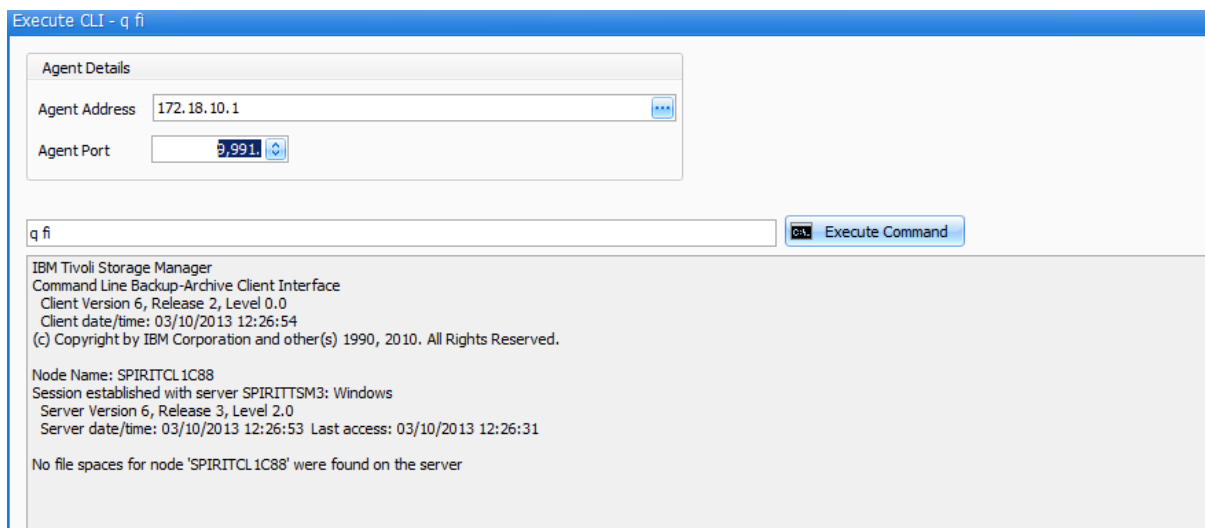 Execute CLI - q fi
Agent Details
Agent Address 172.18.10.1
Agent Port 9,991.
q fi Execute Command
IBM Tivoli Storage Manager
Command Line Backup-Archive Client Interface
Client Version 6, Release 2, Level 0.0
Client date/time: 03/10/2013 12:26:54
(c) Copyright by IBM Corporation and other(s) 1990, 2010. All Rights Reserved.
Node Name: SPIRITCL1C88
Session established with server SPIRITTSM3: Windows
Server Version 6, Release 3, Level 2.0
Server date/time: 03/10/2013 12:26:53 Last access: 03/10/2013 12:26:31
No file spaces for node 'SPIRITCL1C88' were found on the server